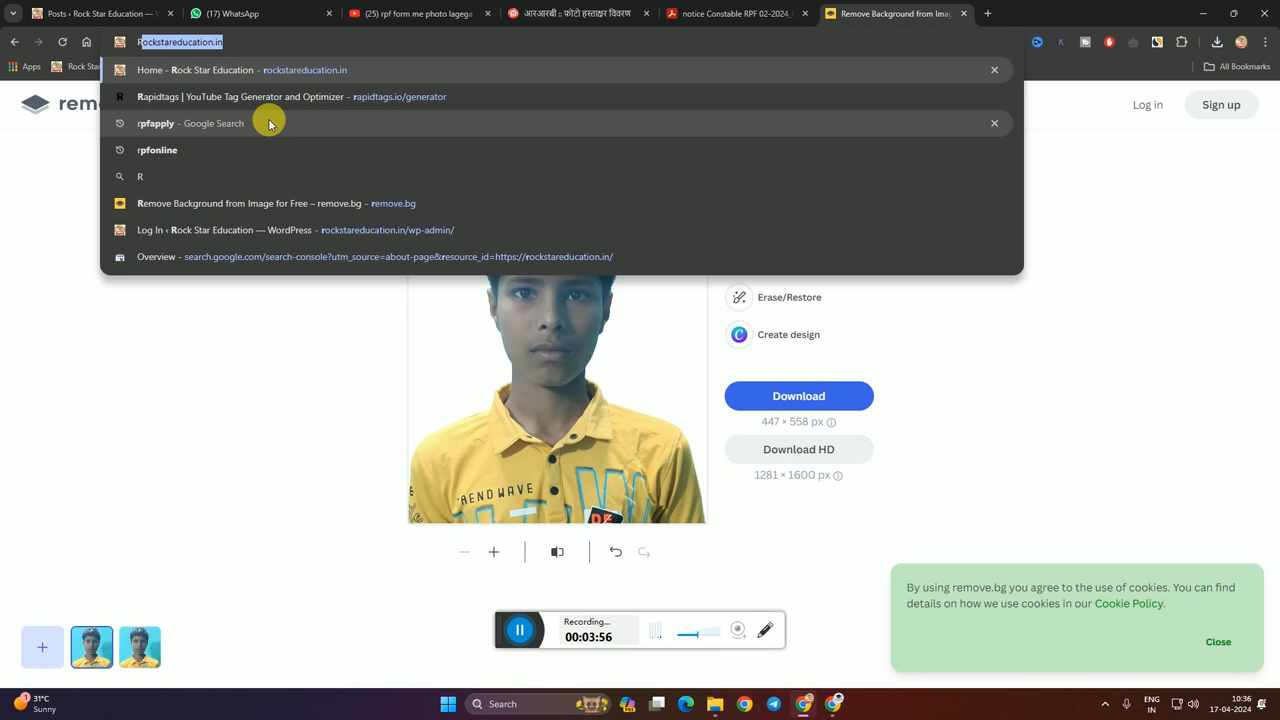 Posts ‹ Rock Star Education — W
(17) WhatsApp
(25) rpf form me photo lagega
आरआरबी :: फोटो हस्ताक्षर विवरण
notice Constable RPF 02-2024_
Remove Background from Imag
Rockstareducation.in
Apps
Rock Star
All Bookmarks
Home - Rock Star Education - rockstareducation.in
Rapidtags | YouTube Tag Generator and Optimizer - rapidtags.io/generator
rpfapply - Google Search
rpfonline
R
Remove Background from Image for Free – remove.bg - remove.bg
Log In ‹ Rock Star Education — WordPress - rockstareducation.in/wp-admin/
Overview - search.google.com/search-console?utm_source=about-page&resource_id=https://rockstareducation.in/
Log in
Sign up
Erase/Restore
Create design
Download
447 × 558 px
Download HD
1281 × 1600 px
RENDWAVE
By using remove.bg you agree to the use of cookies. You can find
details on how we use cookies in our Cookie Policy.
Close
Recording...
00:03:56
1
31°C
Sunny
Search
ENG
IN
10:36
17-04-2024